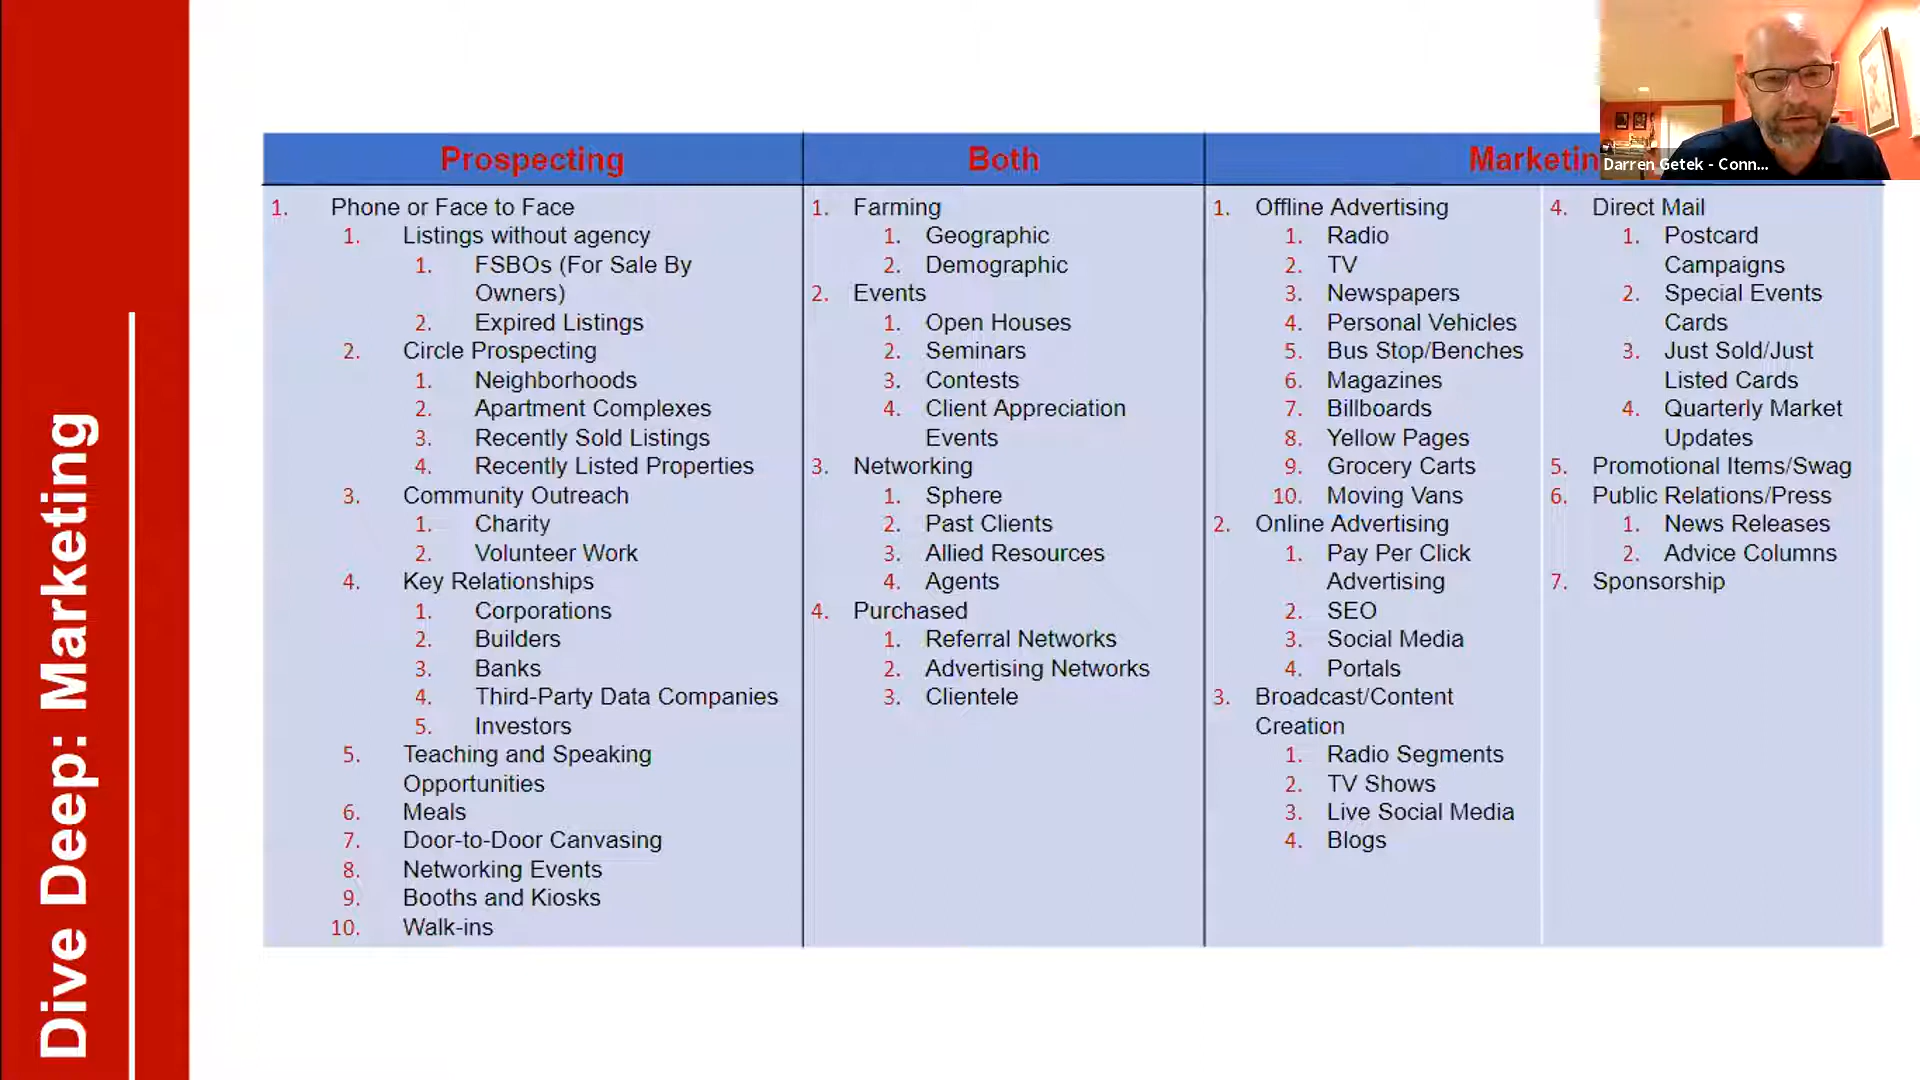 Dive Deep: Marketing
Darren Getek - Conn...
Prospecting
1. Phone or Face to Face
1. Listings without agency
1. FSBOs (For Sale By
Owners)
2. Expired Listings
2. Circle Prospecting
1. Neighborhoods
2. Apartment Complexes
3. Recently Sold Listings
4. Recently Listed Properties
3. Community Outreach
1. Charity
2. Volunteer Work
4. Key Relationships
1. Corporations
2. Builders
3. Banks
4. Third-Party Data Companies
5. Investors
5. Teaching and Speaking
Opportunities
6. Meals
7. Door-to-Door Canvasing
8. Networking Events
9. Booths and Kiosks
10. Walk-ins
Both
1. Farming
1. Geographic
2. Demographic
2. Events
1. Open Houses
2. Seminars
3. Contests
4. Client Appreciation
Events
3. Networking
1. Sphere
2. Past Clients
3. Allied Resources
4. Agents
4. Purchased
1. Referral Networks
2. Advertising Networks
3. Clientele
Marketin
1. Offline Advertising
1. Radio
2. TV
3. Newspapers
4. Personal Vehicles
5. Bus Stop/Benches
6. Magazines
7. Billboards
8. Yellow Pages
9. Grocery Carts
10. Moving Vans
2. Online Advertising
1. Pay Per Click
Advertising
2. SEO
3. Social Media
4. Portals
3. Broadcast/Content
Creation
1. Radio Segments
2. TV Shows
3. Live Social Media
4. Blogs
4. Direct Mail
1. Postcard
Campaigns
2. Special Events
Cards
3. Just Sold/Just
Listed Cards
4. Quarterly Market
Updates
5. Promotional Items/Swag
6. Public Relations/Press
1. News Releases
2. Advice Columns
7. Sponsorship